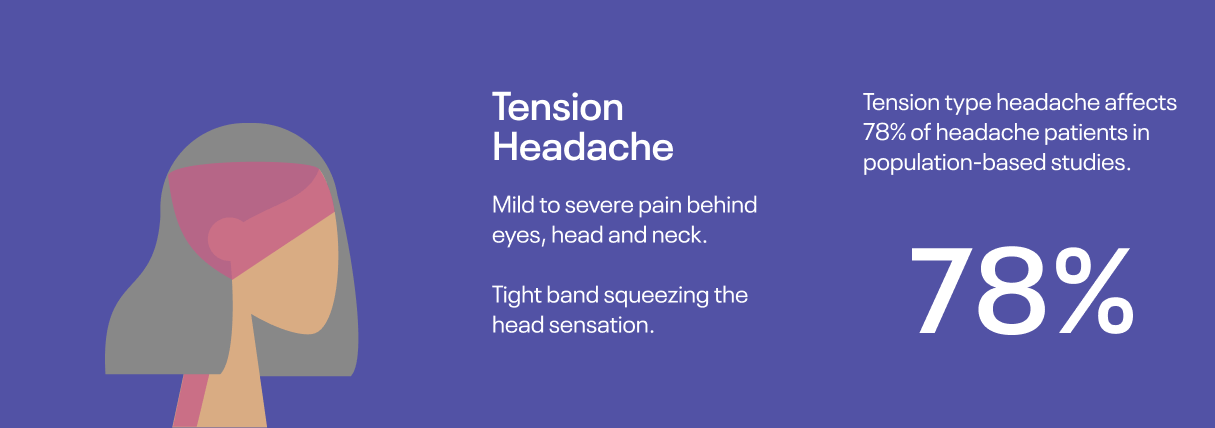 Tension
Headache
Mild to severe pain behind
eyes, head and neck.
Tight band squeezing the
head sensation.
Tension type headache affects
78% of headache patients in
population-based studies.
78%